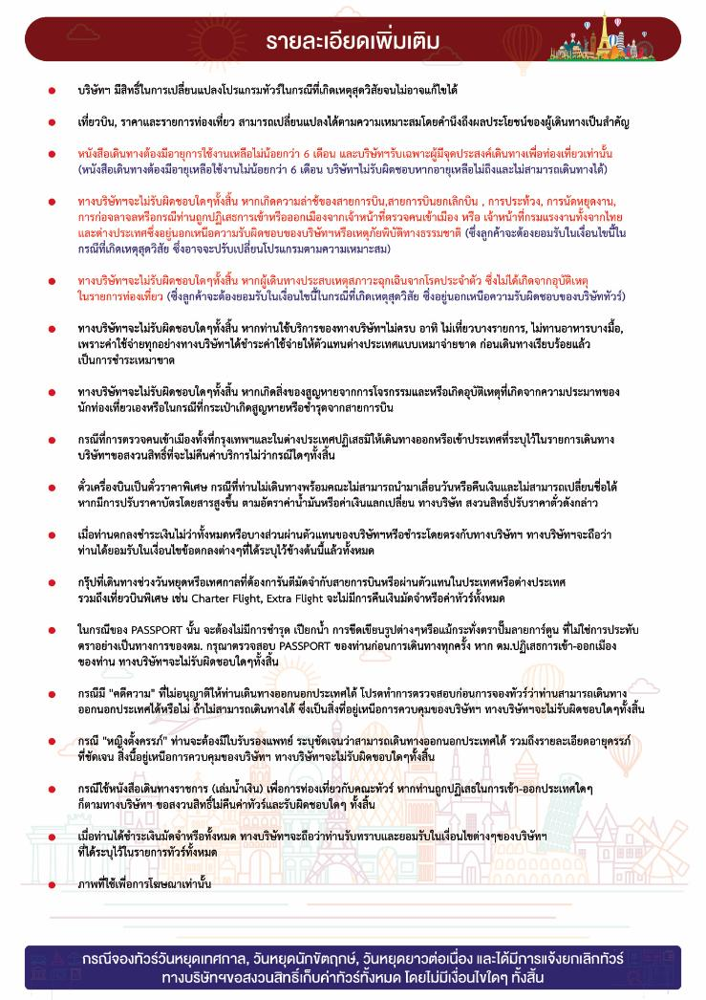 รายละเอียดเพิ่มเติม
บริษัทฯ มีสิทธิ์ในการเปลี่ยนแปลงโปรแกรมทัวร์ในกรณีที่เกิดเหตุสุดวิสัยจนไม่อาจแก้ไขได้
เที่ยวบิน, ราคาและรายการท่องเที่ยว สามารถเปลี่ยนแปลงได้ตามความเหมาะสมโดยคำนึงถึงผลประโยชน์ของผู้เดินทางเป็นสำคัญ
หนังสือเดินทางต้องมีอายุการใช้งานเหลือไม่น้อยกว่า 6 เดือน และบริษัทฯรับเฉพาะผู้มีจุดประสงค์เดินทางเพื่อท่องเที่ยวเท่านั้น
(หนังสือเดินทางต้องมีอายุเหลือใช้งานไม่น้อยกว่า 6 เดือน บริษัทฯไม่รับผิดชอบหากอายุเหลือไม่ถึงและไม่สามารถเดินทางได้)
ทางบริษัทฯจะไม่รับผิดชอบใดๆทั้งสิ้น หากเกิดความล่าช้าของสายการบิน,สายการบินยกเลิกบิน , การประท้วง, การนัดหยุดงาน,
การก่อจลาจลหรือกรณีท่านถูกปฏิเสธการเข้าหรือออกเมืองจากเจ้าหน้าที่ตรวจคนเข้าเมือง หรือ เจ้าหน้าที่กรมแรงงานทั้งจากไทย
และต่างประเทศซึ่งอยู่นอกเหนือความรับผิดชอบของบริษัทฯหรือเหตุภัยพิบัติทางธรรมชาติ (ซึ่งลูกค้าจะต้องยอมรับในเงื่อนไขนี้ใน
กรณีที่เกิดเหตุสุดวิสัย ซึ่งอาจจะปรับเปลี่ยนโปรแกรมตามความเหมาะสม)
ทางบริษัทฯจะไม่รับผิดชอบใดๆทั้งสิ้น หากผู้เดินทางประสบเหตุสภาวะฉุกเฉินจากโรคประจำตัว ซึ่งไม่ได้เกิดจากอุบัติเหตุ
ในรายการท่องเที่ยว (ซึ่งลูกค้าจะต้องยอมรับในเงื่อนไขนี้ในกรณีที่เกิดเหตุสุดวิสัย ซึ่งอยู่นอกเหนือความรับผิดชอบของบริษัททัวร์)
ทางบริษัทฯจะไม่รับผิดชอบใดๆทั้งสิ้น หากท่านใช้บริการของทางบริษัทฯไม่ครบ อาทิ ไม่เที่ยวบางรายการ, ไม่ทานอาหารบางมื้อ,
เพราะค่าใช้จ่ายทุกอย่างทางบริษัทฯได้ชำระค่าใช้จ่ายให้ตัวแทนต่างประเทศแบบเหมาจ่ายขาด ก่อนเดินทางเรียบร้อยแล้ว
เป็นการชำระเหมาขาด
ทางบริษัทฯจะไม่รับผิดชอบใดๆทั้งสิ้น หากเกิดสิ่งของสูญหายจากการโจรกรรมและหรือเกิดอุบัติเหตุที่เกิดจากความประมาทของ
นักท่องเที่ยวเองหรือในกรณีที่กระเป๋าเกิดสูญหายหรือชำรุดจากสายการบิน
กรณีที่การตรวจคนเข้าเมืองทั้งที่กรุงเทพฯและในต่างประเทศปฏิเสธมิให้เดินทางออกหรือเข้าประเทศที่ระบุไว้ในรายการเดินทาง
บริษัทฯขอสงวนสิทธิ์ที่จะไม่คืนค่าบริการไม่ว่ากรณีใดๆทั้งสิ้น
ตั๋วเครื่องบินเป็นตั๋วราคาพิเศษ กรณีที่ท่านไม่เดินทางพร้อมคณะไม่สามารถนำมาเลื่อนวันหรือคืนเงินและไม่สามารถเปลี่ยนชื่อได้
หากมีการปรับราคาบัตรโดยสารสูงขึ้น ตามอัตราค่าน้ำมันหรือค่าเงินแลกเปลี่ยน ทางบริษัท สงวนสิทธิ์ปรับราคาตั๋วดังกล่าว
เมื่อท่านตกลงชำระเงินไม่ว่าทั้งหมดหรือบางส่วนผ่านตัวแทนของบริษัทฯหรือชำระโดยตรงกับทางบริษัทฯ ทางบริษัทฯจะถือว่า
ท่านได้ยอมรับในเงื่อนไขข้อตกลงต่างๆที่ได้ระบุไว้ข้างต้นนี้แล้วทั้งหมด
กรุ๊ปที่เดินทางช่วงวันหยุดหรือเทศกาลที่ต้องการันตีมัดจำกับสายการบินหรือผ่านตัวแทนในประเทศหรือต่างประเทศ
รวมถึงเที่ยวบินพิเศษ เช่น Charter Flight, Extra Flight จะไม่มีการคืนเงินมัดจำหรือค่าทัวร์ทั้งหมด
ในกรณีของ PASSPORT นั้น จะต้องไม่มีการชำรุด เปียกน้ำ การขีดเขียนรูปต่างๆหรือแม้กระทั่งตราปั๊มลายการ์ตูน ที่ไม่ใช่การประทับ
ตราอย่างเป็นทางการของตม. กรุณาตรวจสอบ PASSPORT ของท่านก่อนการเดินทางทุกครั้ง หาก ตม.ปฏิเสธการเข้า-ออกเมือง
ของท่าน ทางบริษัทฯจะไม่รับผิดชอบใดๆทั้งสิ้น
กรณีมี "คดีความ" ที่ไม่อนุญาติให้ท่านเดินทางออกนอกประเทศได้ โปรดทำการตรวจสอบก่อนการจองทัวร์ว่าท่านสามารถเดินทาง
ออกนอกประเทศได้หรือไม่ ถ้าไม่สามารถเดินทางได้ ซึ่งเป็นสิ่งที่อยู่เหนือการควบคุมของบริษัทฯ ทางบริษัทฯจะไม่รับผิดชอบใดๆทั้งสิ้น
กรณี "หญิงตั้งครรภ์" ท่านจะต้องมีใบรับรองแพทย์ ระบุชัดเจนว่าสามารถเดินทางออกนอกประเทศได้ รวมถึงรายละเอียดอายุครรภ์
ที่ชัดเจน สิ่งนี้อยู่เหนือการควบคุมของบริษัทฯ ทางบริษัทฯจะไม่รับผิดชอบใดๆทั้งสิ้น
กรณีใช้หนังสือเดินทางราชการ (เล่มน้ำเงิน) เพื่อการท่องเที่ยวกับคณะทัวร์ หากท่านถูกปฏิเสธในการเข้า-ออกประเทศใดๆ
ก็ตามทางบริษัทฯ ขอสงวนสิทธิ์ไม่คืนค่าทัวร์และรับผิดชอบใดๆ ทั้งสิ้น
เมื่อท่านได้ชำระเงินมัดจำหรือทั้งหมด ทางบริษัทฯจะถือว่าท่านรับทราบและยอมรับในเงื่อนไขต่างๆของบริษัทฯ
ที่ได้ระบุไว้ในรายการทัวร์ทั้งหมด
ภาพที่ใช้เพื่อการโฆษณาเท่านั้น
กรณีจองทัวร์วันหยุดเทศกาล, วันหยุดนักขัตฤกษ์, วันหยุดยาวต่อเนื่อง และได้มีการแจ้งยกเลิกทัวร์
ทางบริษัทฯขอสงวนสิทธิ์เก็บค่าทัวร์ทั้งหมด โดยไม่มีเงื่อนไขใดๆ ทั้งสิ้น